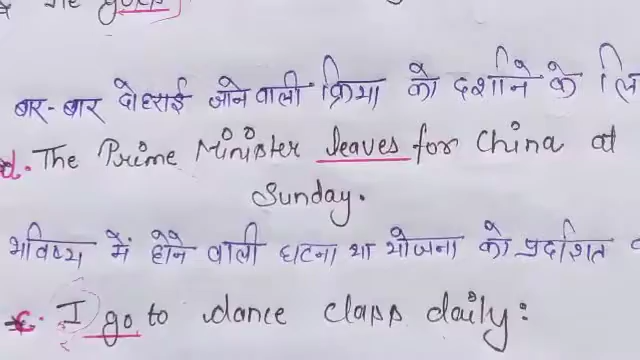 बार-बार दोहराई जाने वाली क्रिया को दर्शाने के लि
d. The Prime Minister leaves for China at
Sunday.
भविष्य में होने वाली घटना या योजना को प्रदर्शित
c. I go to dance class daily: